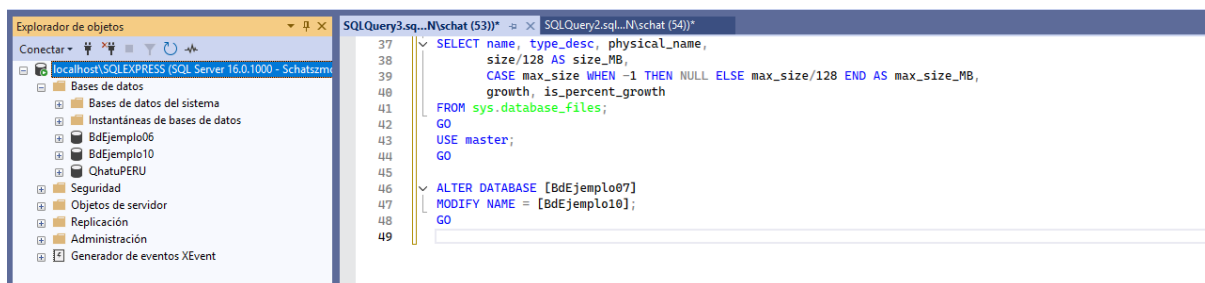 Explorador de objetos
Conectar
localhost\SQLEXPRESS (SQL Server 16.0.1000 - Schatszm
Bases de datos
Bases de datos del sistema
Instantáneas de bases de datos
BdEjemplo06
BdEjemplo10
QhatuPERU
Seguridad
Objetos de servidor
Replicación
Administración
Generador de eventos XEvent
SQLQuery3.sq...N\schat (53))* SQLQuery2.sql...N\schat (54))*
37 SELECT name, type_desc, physical_name,
38 size/128 AS size_MB,
39 CASE max_size WHEN -1 THEN NULL ELSE max_size/128 END AS max_size_MB,
40 growth, is_percent_growth
41 FROM sys.database_files;
42 GO
43 USE master;
44 GO
45
46 ALTER DATABASE [BdEjemplo07]
47 MODIFY NAME = [BdEjemplo10];
48 GO
49